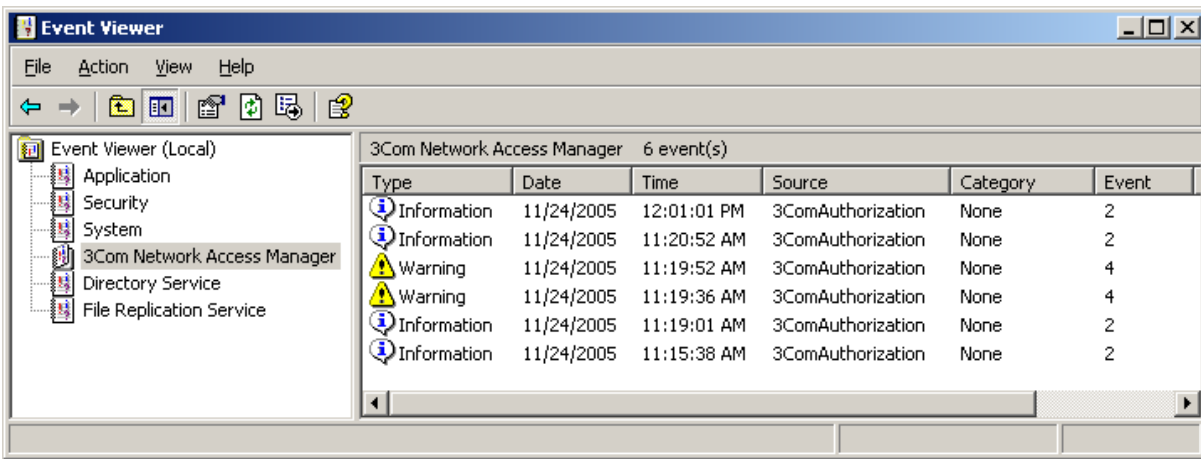 Event Viewer
File Action View Help
Event Viewer (Local)
Application
Security
System
3Com Network Access Manager
Directory Service
File Replication Service
3Com Network Access Manager 6 event(s)
Type Date Time Source Category Event
Information 11/24/2005 12:01:01 PM 3ComAuthorization None 2
Information 11/24/2005 11:20:52 AM 3ComAuthorization None 2
Warning 11/24/2005 11:19:52 AM 3ComAuthorization None 4
Warning 11/24/2005 11:19:36 AM 3ComAuthorization None 4
Information 11/24/2005 11:19:01 AM 3ComAuthorization None 2
Information 11/24/2005 11:15:38 AM 3ComAuthorization None 2